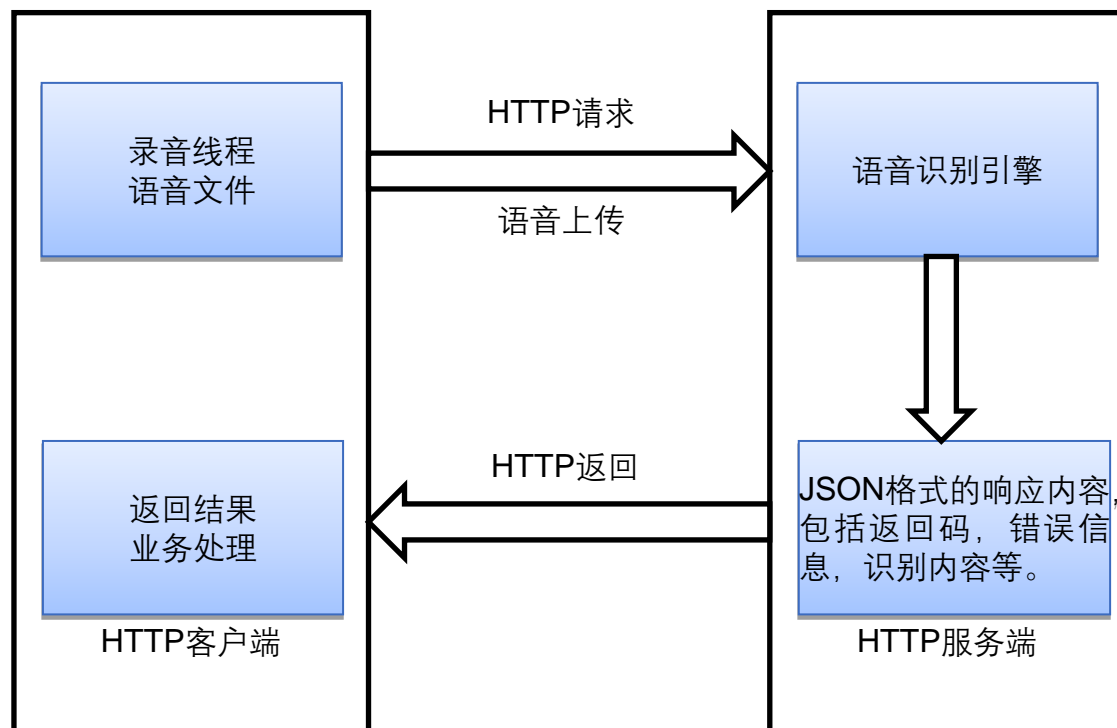 录音线程
语音文件
HTTP请求
语音上传
语音识别引擎
HTTP返回
返回结果
业务处理
JSON格式的响应内容,
包括返回码，错误信
息，识别内容等。
HTTP客户端
HTTP服务端